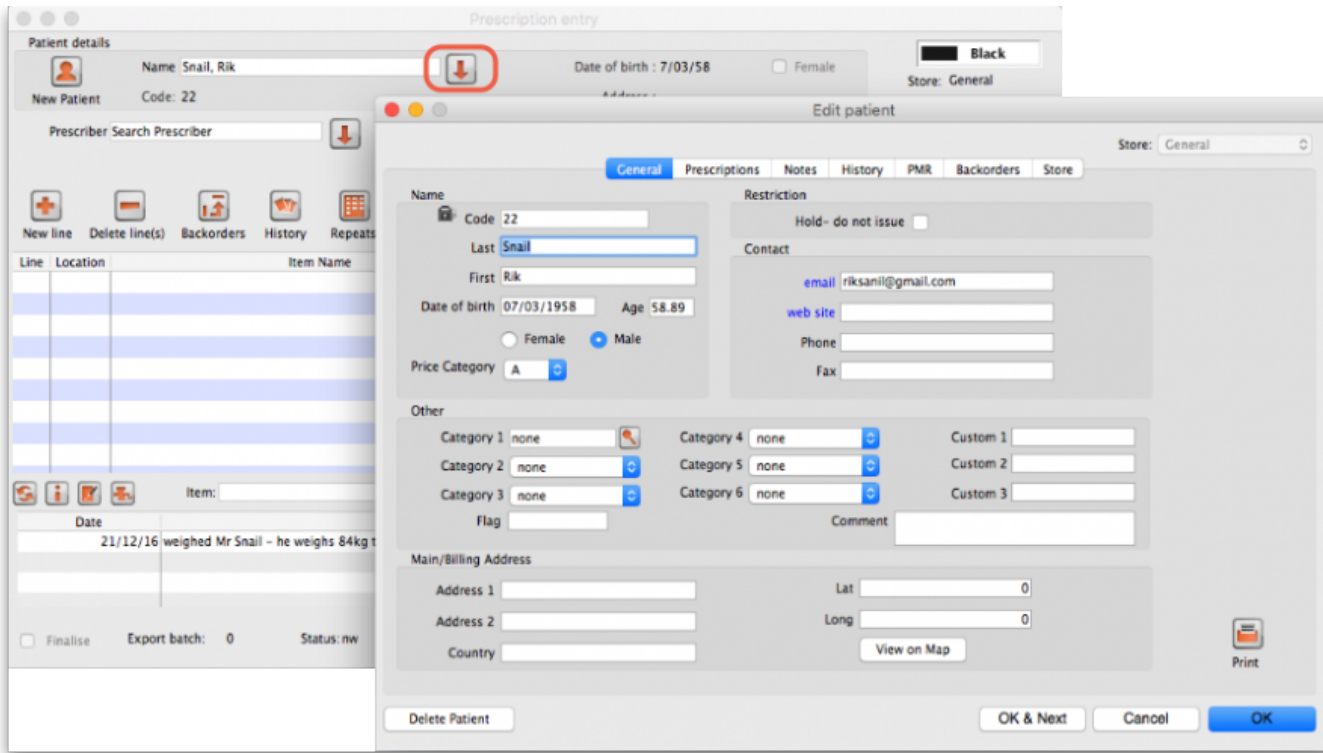 Prescription entry
Patient details
Name Snail, Rik
Date of birth : 7/03/58
Female
Black
Store: General
New Patient
Code: 22
Prescriber Search Prescriber
New line
Delete line(s)
Backorders
History
Repeats
Line
Location
Item Name
Item:
Date
21/12/16 weighed Mr Snail - he weighs 84kg
Finalise
Export batch: 0
Status: nw
Edit patient
Store: General
General
Prescriptions
Notes
History
PMR
Backorders
Store
Name
Code 22
Last Snail
First Rik
Date of birth 07/03/1958
Age 58.89
Female
Male
Price Category A
Restriction
Hold- do not issue
Contact
email riksanil@gmail.com
web site
Phone
Fax
Other
Category 1 none
Category 4 none
Custom 1
Category 2 none
Category 5 none
Custom 2
Category 3 none
Category 6 none
Custom 3
Flag
Comment
Main/Billing Address
Address 1
Lat 0
Address 2
Long 0
Country
View on Map
Print
Delete Patient
OK & Next
Cancel
OK